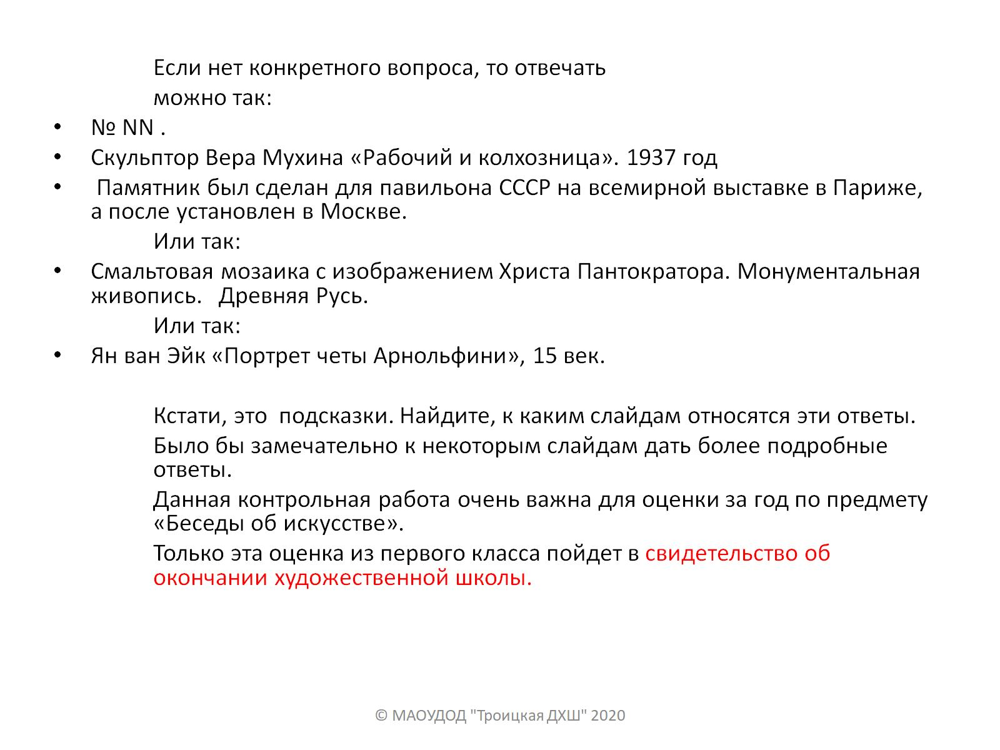 Если нет конкретного вопроса, то отвечать
можно так:
• № NN .
• Скульптор Вера Мухина «Рабочий и колхозница». 1937 год
• Памятник был сделан для павильона СССР на всемирной выставке в Париже,
а после установлен в Москве.
Или так:
• Смальтовая мозаика с изображением Христа Пантократора. Монументальная
живопись. Древняя Русь.
Или так:
• Ян ван Эйк «Портрет четы Арнольфини», 15 век.
Кстати, это подсказки. Найдите, к каким слайдам относятся эти ответы.
Было бы замечательно к некоторым слайдам дать более подробные
ответы.
Данная контрольная работа очень важна для оценки за год по предмету
«Беседы об искусстве».
Только эта оценка из первого класса пойдет в свидетельство об
окончании художественной школы.
© МАОУДОД "Троицкая ДХШ" 2020